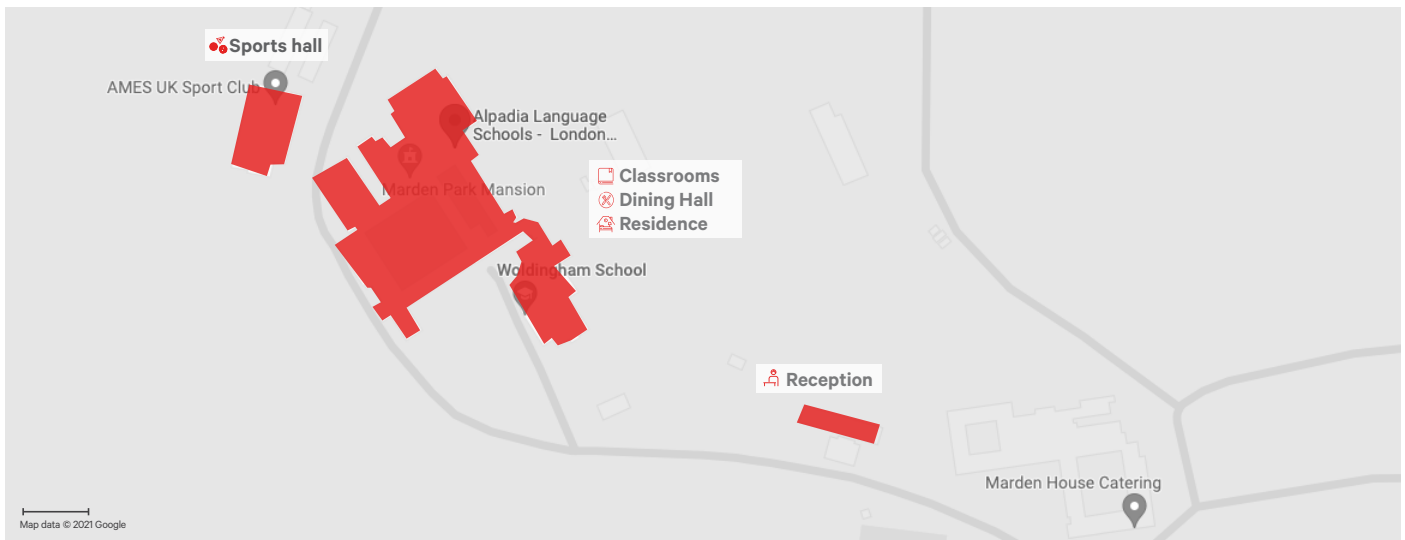 Sports hall
AMES UK Sport Club
Alpadia Language
Schools - London...
Marden Park Mansion
Classrooms
Dining Hall
Residence
Woldingham School
Reception
Marden House Catering
Map data © 2021 Google